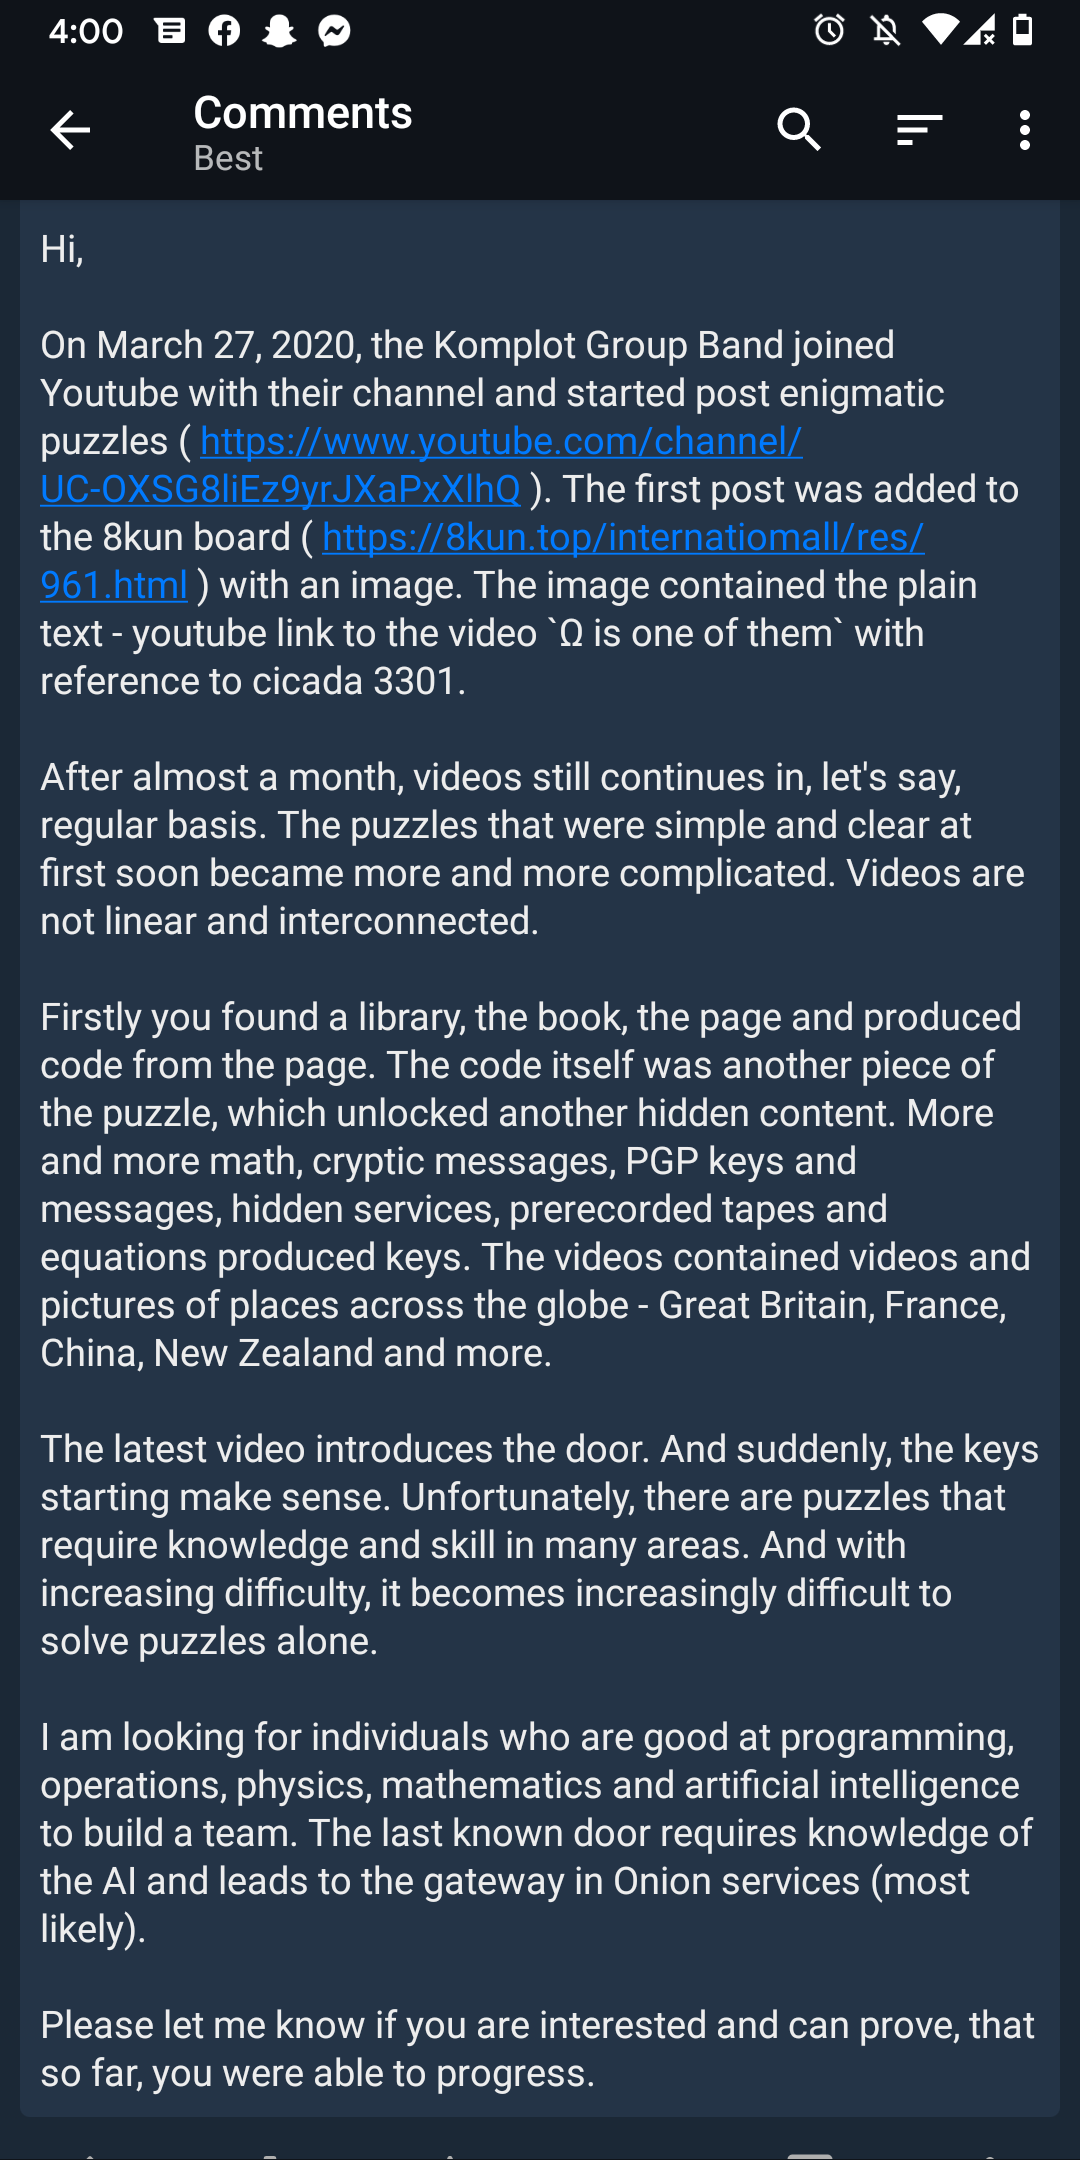 4:00
Comments
Best
Hi,
On March 27, 2020, the Komplot Group Band joined
Youtube with their channel and started post enigmatic
puzzles ( https://www.youtube.com/channel/
UC-OXSG8liEz9yrJXaPxXlhQ ). The first post was added to
the 8kun board ( https://8kun.top/internatiomall/res/
961.html ) with an image. The image contained the plain
text - youtube link to the video `Ω is one of them` with
reference to cicada 3301.
After almost a month, videos still continues in, let's say,
regular basis. The puzzles that were simple and clear at
first soon became more and more complicated. Videos are
not linear and interconnected.
Firstly you found a library, the book, the page and produced
code from the page. The code itself was another piece of
the puzzle, which unlocked another hidden content. More
and more math, cryptic messages, PGP keys and
messages, hidden services, prerecorded tapes and
equations produced keys. The videos contained videos and
pictures of places across the globe - Great Britain, France,
China, New Zealand and more.
The latest video introduces the door. And suddenly, the keys
starting make sense. Unfortunately, there are puzzles that
require knowledge and skill in many areas. And with
increasing difficulty, it becomes increasingly difficult to
solve puzzles alone.
I am looking for individuals who are good at programming,
operations, physics, mathematics and artificial intelligence
to build a team. The last known door requires knowledge of
the AI and leads to the gateway in Onion services (most
likely).
Please let me know if you are interested and can prove, that
so far, you were able to progress.